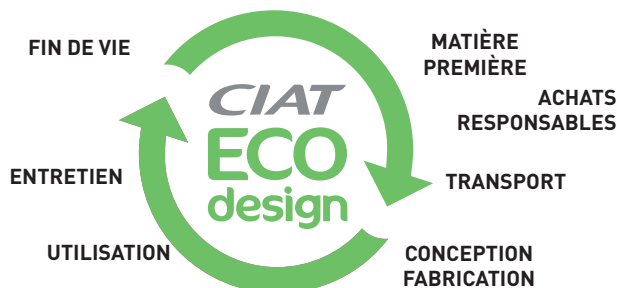 FIN DE VIE
MATIÈRE
PREMIÈRE
ACHATS
RESPONSABLES
CIAT
ECO
design
TRANSPORT
ENTRETIEN
UTILISATION
CONCEPTION
FABRICATION